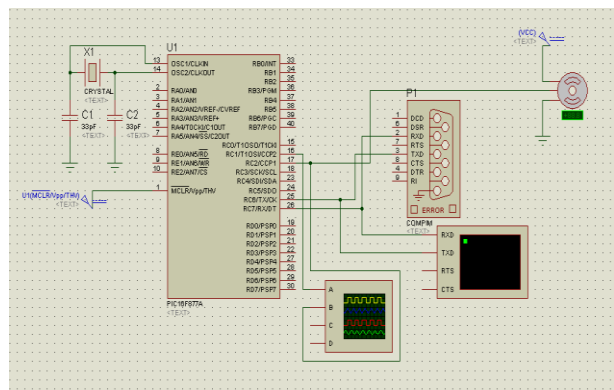 U1
X1
CRYSTAL
<TEXT>
C1
33pF
<TEXT>
C2
33pF
<TEXT>
U1(MCLR/Vpp/THV)
<TEXT>
13 OSC1/CLKIN
14 OSC2/CLKOUT
2 RA0/AN0
3 RA1/AN1
4 RA2/AN2/VREF-/CVREF
5 RA3/AN3/VREF+
6 RA4/T0CKI/C1OUT
7 RA5/AN4/SS/C2OUT
8 RE0/AN5/RD
9 RE1/AN6/WR
10 RE2/AN7/CS
1 MCLR/Vpp/THV
RB0/INT 33
RB1 34
RB2 35
RB3/PGM 36
RB4 37
RB5 38
RB6/PGC 39
RB7/PGD 40
RC0/T1OSO/T1CKI 15
RC1/T1OSI/CCP2 16
RC2/CCP1 17
RC3/SCK/SCL 18
RC4/SDI/SDA 23
RC5/SDO 24
RC6/TX/CK 25
RC7/RX/DT 26
RD0/PSP0 19
RD1/PSP1 20
RD2/PSP2 21
RD3/PSP3 22
RD4/PSP4 27
RD5/PSP5 28
RD6/PSP6 29
RD7/PSP7 30
PIC16F877A
<TEXT>
P1
1 DCD
6 DSR
2 RXD
7 RTS
3 TXD
8 CTS
4 DTR
9 RI
ERROR
COMPIM
<TEXT>
(VCC)
<TEXT>
RXD
TXD
RTS
CTS
A
B
C
D